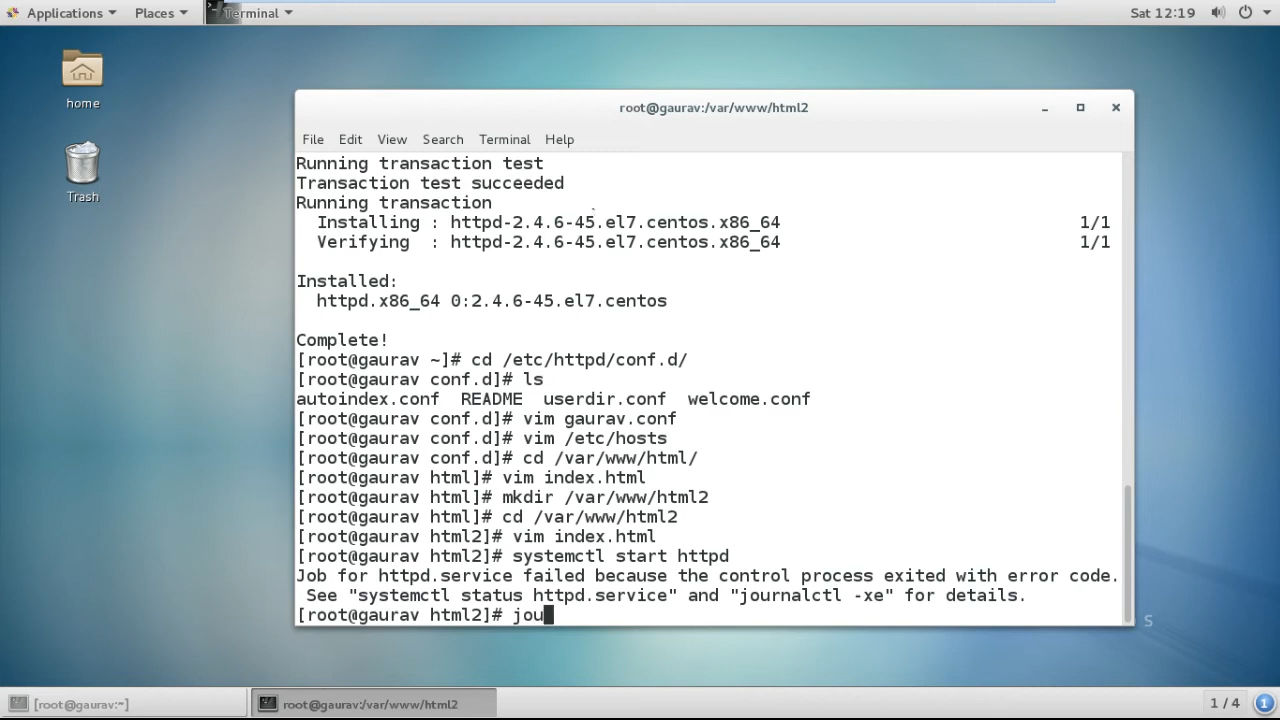 Applications Places Terminal Sat 12:19
home
Trash
root@gaurav:/var/www/html2
File Edit View Search Terminal Help
Running transaction test
Transaction test succeeded
Running transaction
Installing : httpd-2.4.6-45.el7.centos.x86_64 1/1
Verifying : httpd-2.4.6-45.el7.centos.x86_64 1/1
Installed:
httpd.x86_64 0:2.4.6-45.el7.centos
Complete!
[root@gaurav ~]# cd /etc/httpd/conf.d/
[root@gaurav conf.d]# ls
autoindex.conf README userdir.conf welcome.conf
[root@gaurav conf.d]# vim gaurav.conf
[root@gaurav conf.d]# vim /etc/hosts
[root@gaurav conf.d]# cd /var/www/html/
[root@gaurav html]# vim index.html
[root@gaurav html]# mkdir /var/www/html2
[root@gaurav html]# cd /var/www/html2
[root@gaurav html2]# vim index.html
[root@gaurav html2]# systemctl start httpd
Job for httpd.service failed because the control process exited with error code.
See "systemctl status httpd.service" and "journalctl -xe" for details.
[root@gaurav html2]# jou
S
[root@gaurav:~] root@gaurav:/var/www/html2 1 / 4 1